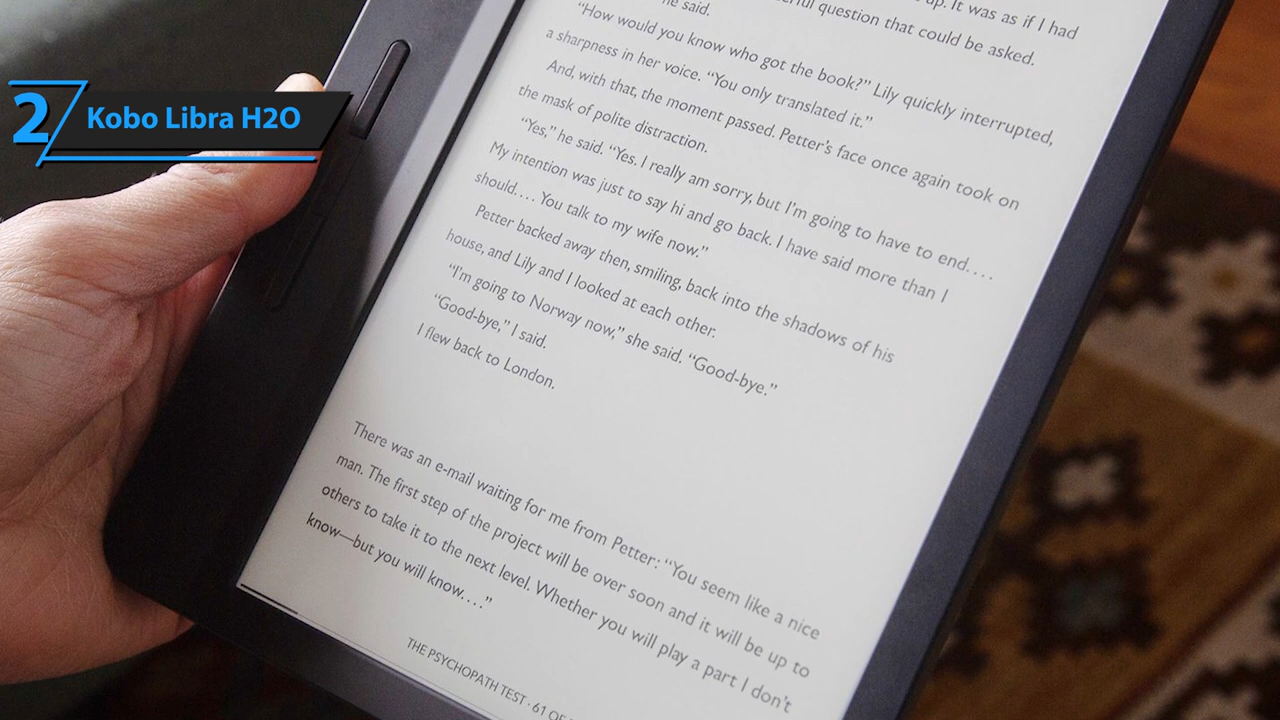 2 Kobo Libra H2O
up. It was as if I had
he said. question that could be asked.
“How would you know who got the book?” Lily quickly interrupted,
a sharpness in her voice. “You only translated it.”
And, with that, the moment passed. Petter’s face once again took on
the mask of polite distraction.
“Yes,” he said. “Yes. I really am sorry, but I’m going to have to end. . . .
My intention was just to say hi and go back. I have said more than I
should. . . . You talk to my wife now.”
Petter backed away then, smiling, back into the shadows of his
house, and Lily and I looked at each other.
“I’m going to Norway now,” she said. “Good-bye.”
“Good-bye,” I said.
I flew back to London.
There was an e-mail waiting for me from Petter: “You seem like a nice
man. The first step of the project will be over soon and it will be up to
others to take it to the next level. Whether you will play a part I don’t
know—but you will know. . . .”
THE PSYCHOPATH TEST · 61 OF